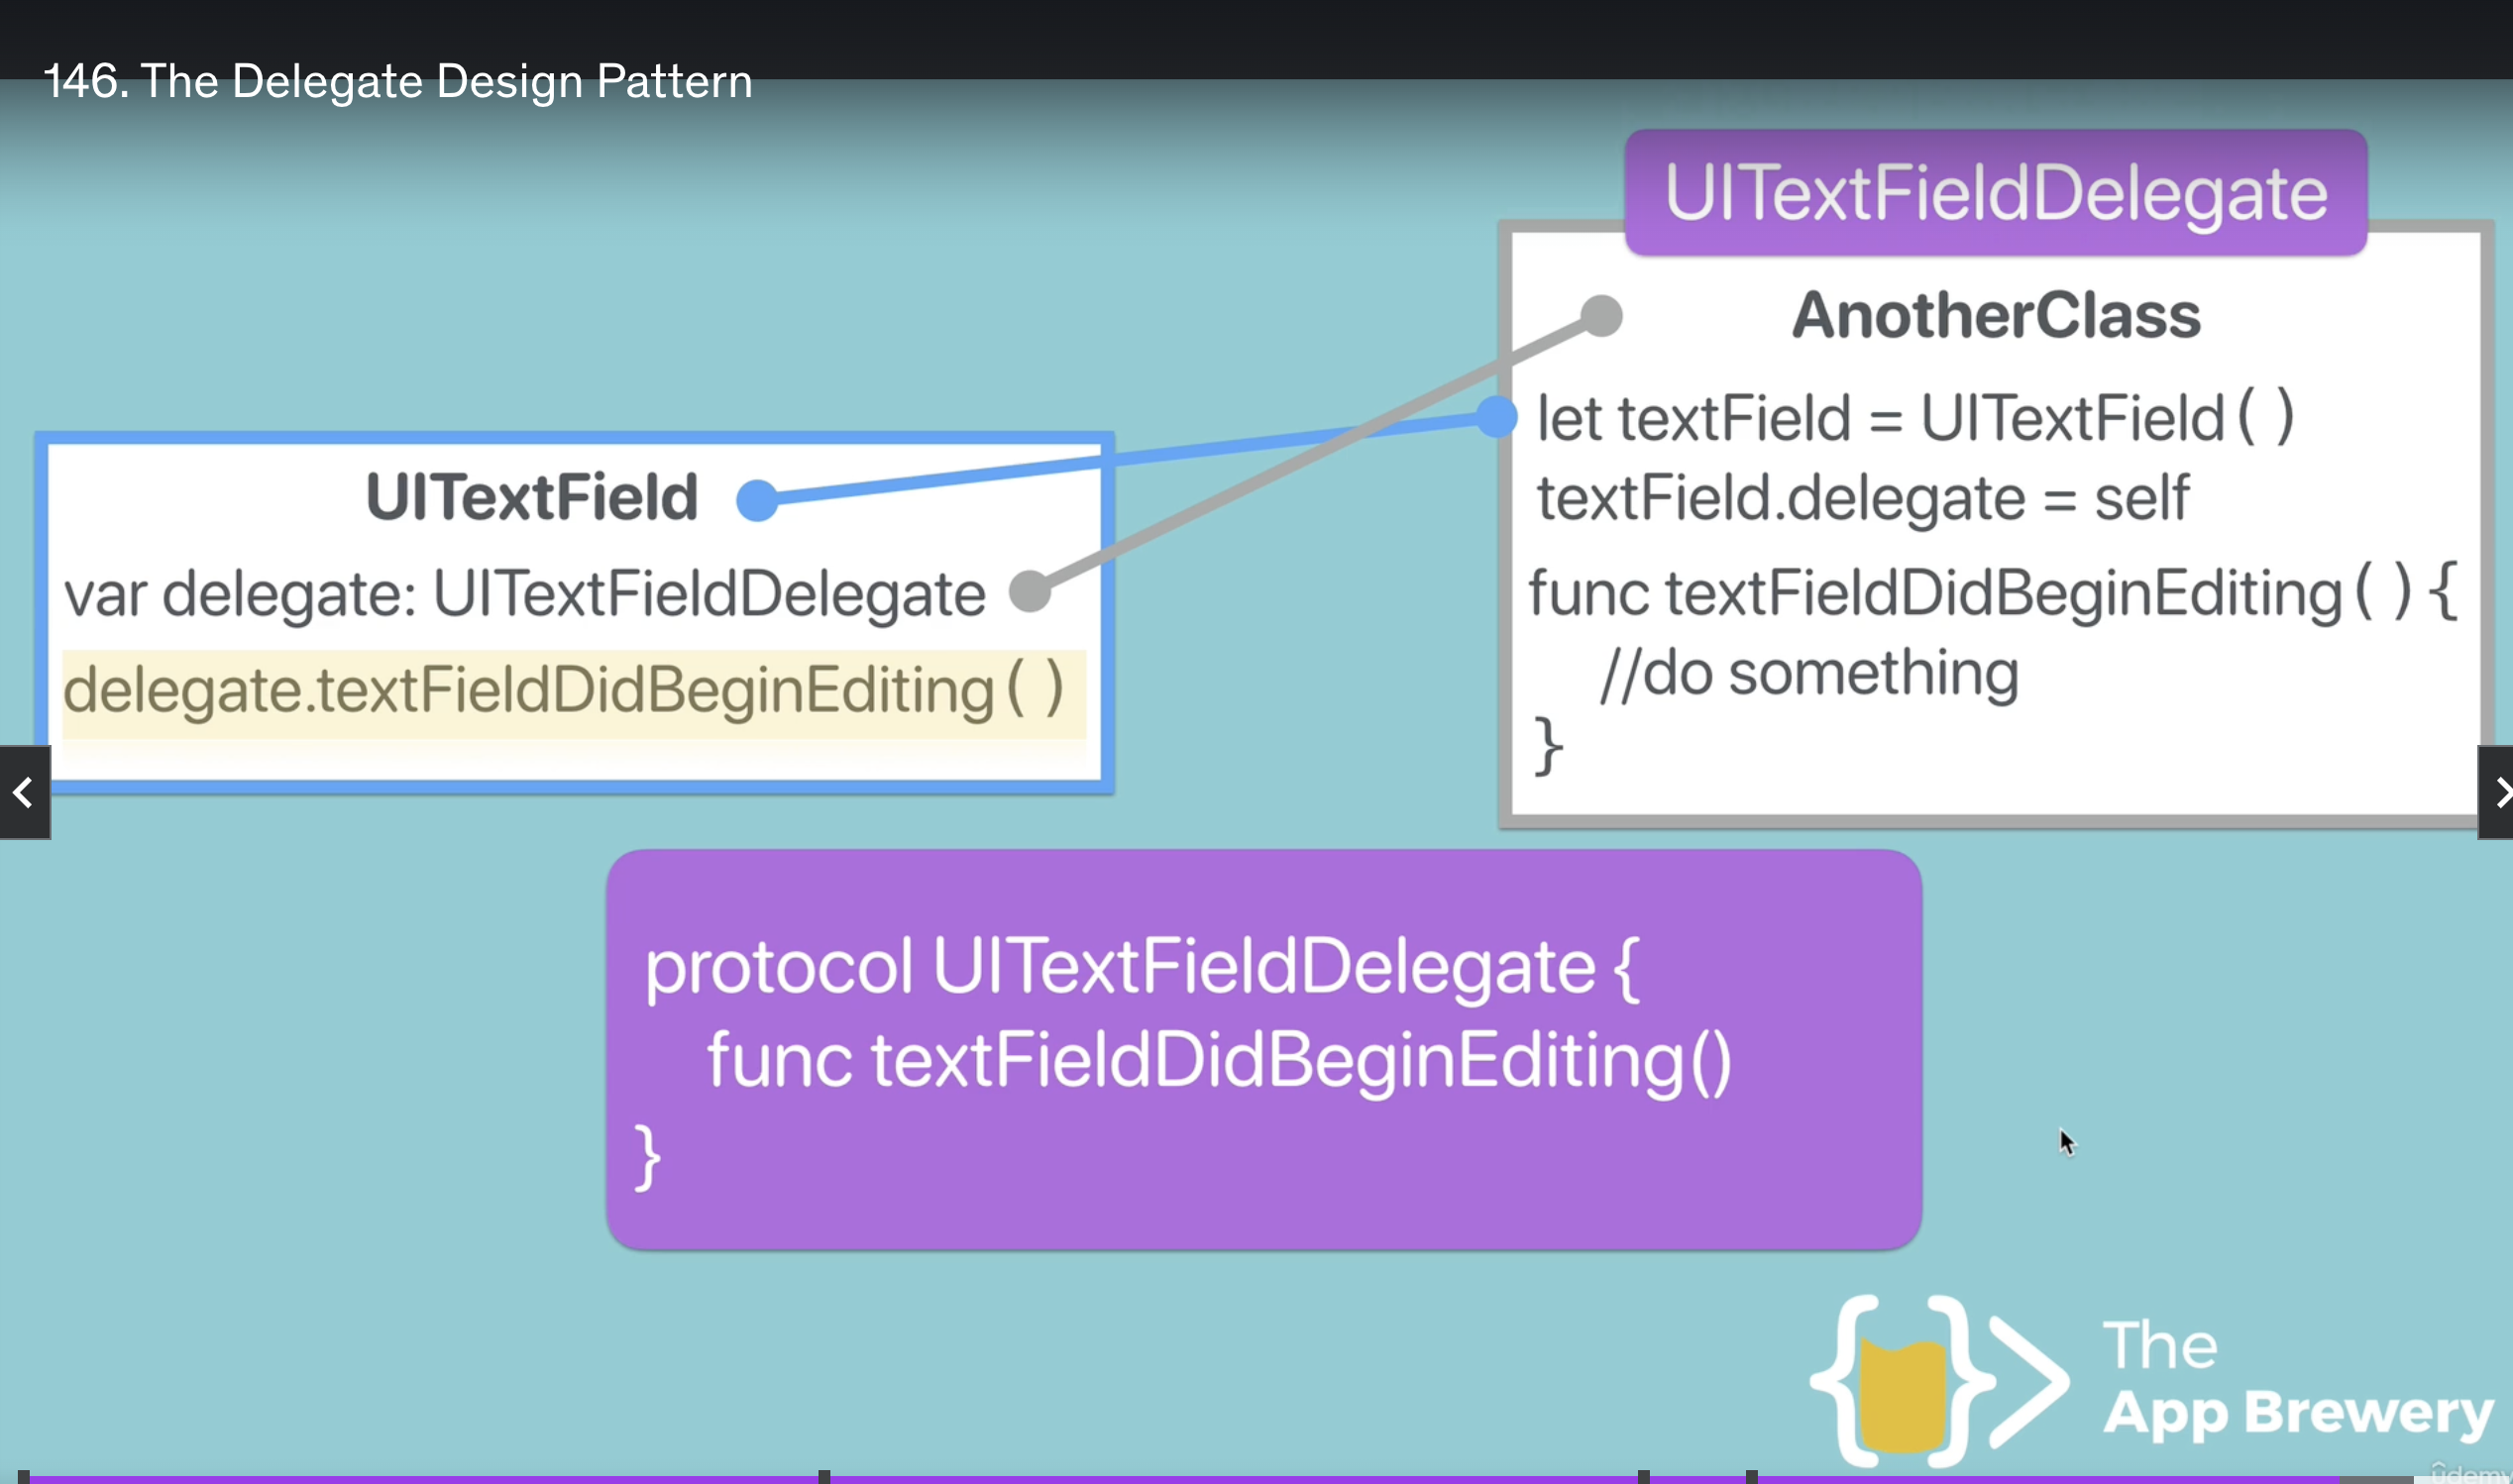 146. The Delegate Design Pattern
UITextFieldDelegate
AnotherClass
let textField = UITextField()
textField.delegate = self
func textFieldDidBeginEditing(){
//do something
}
UITextField
var delegate: UITextFieldDelegate
delegate.textFieldDidBeginEditing()
protocol UITextFieldDelegate {
func textFieldDidBeginEditing()
}
The
App Brewery